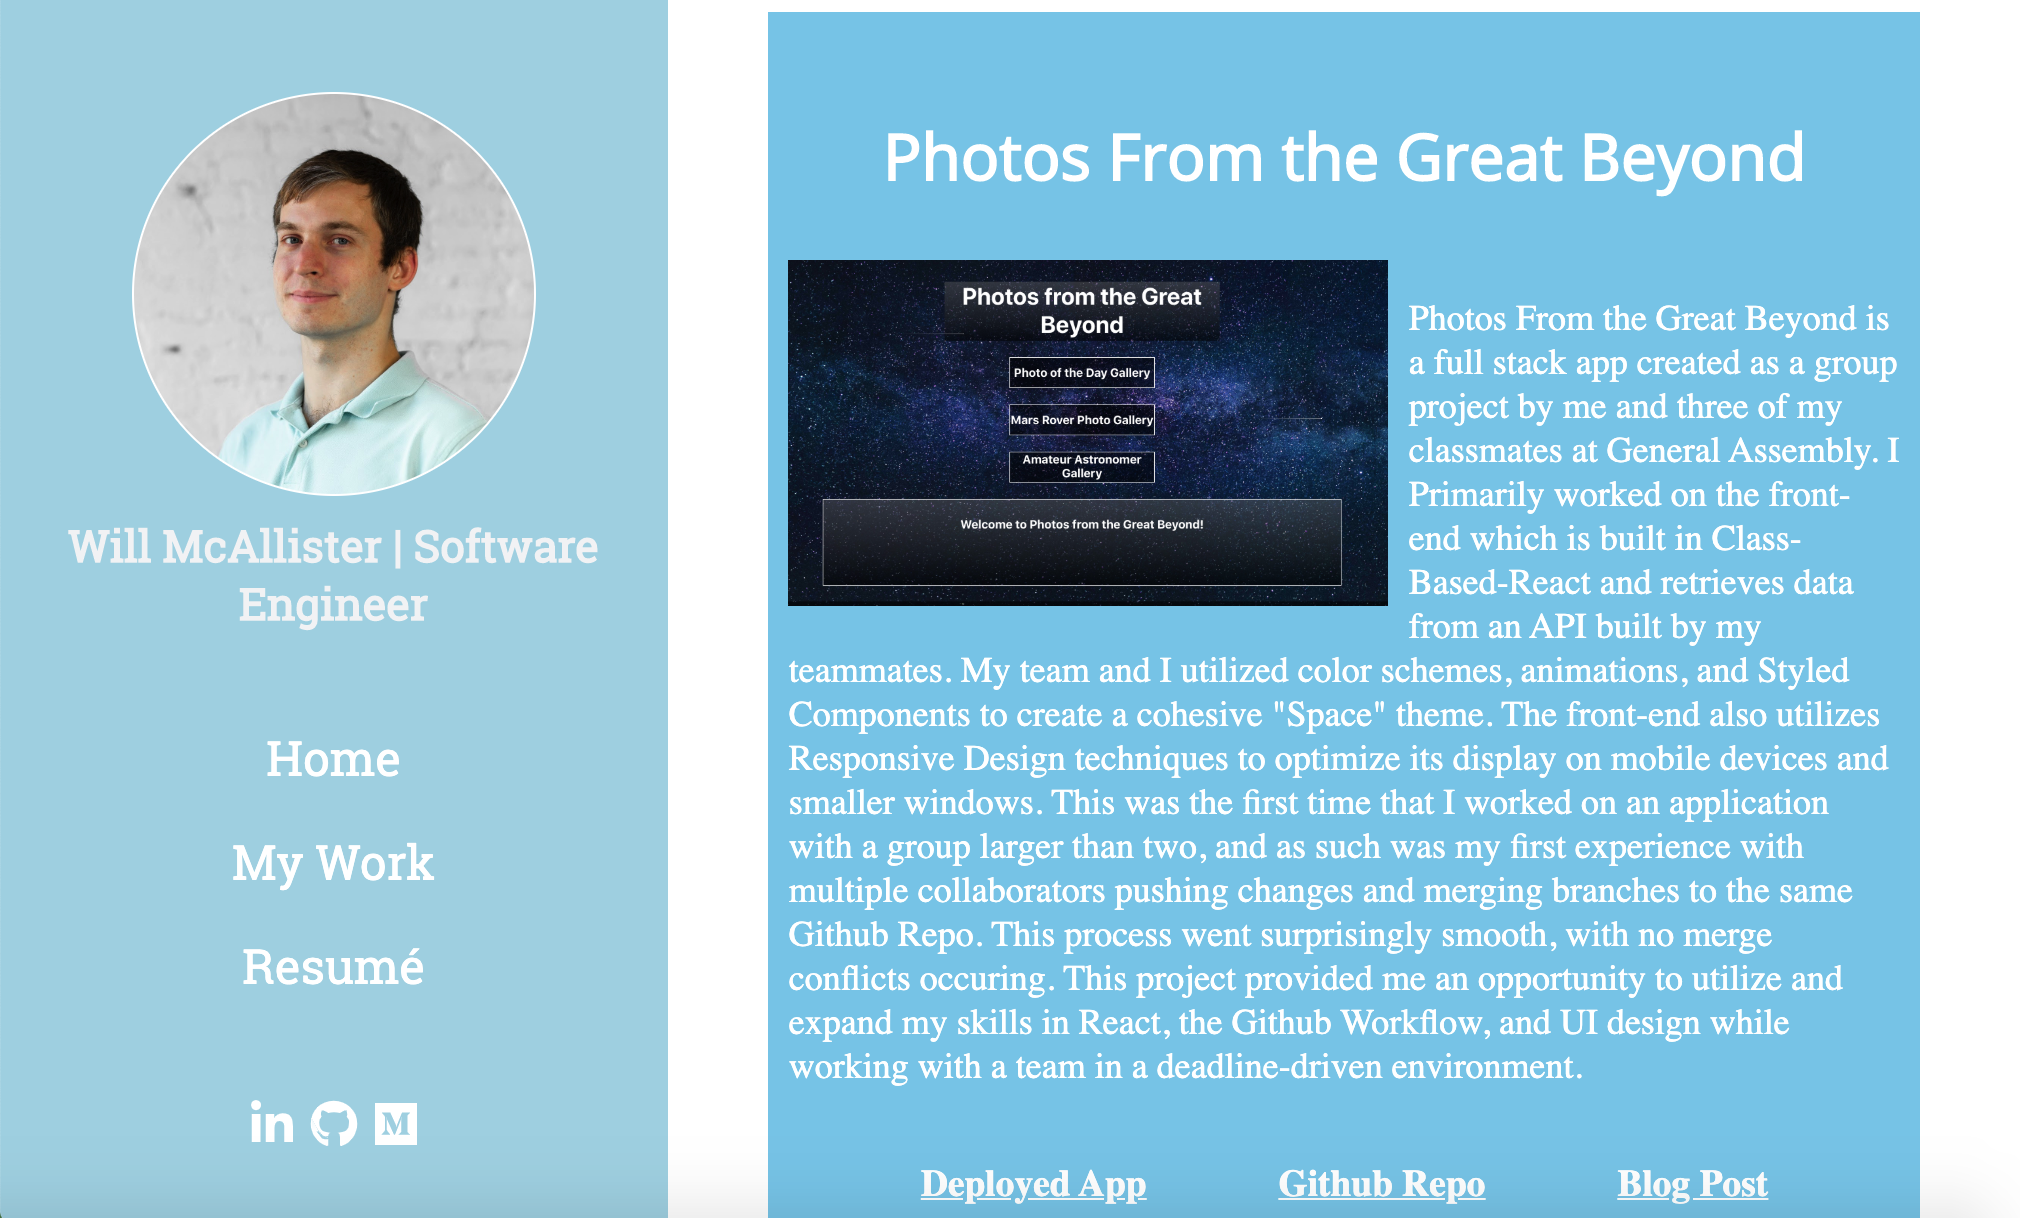 Will McAllister | Software
Engineer
Home
My Work
Resumé
in
M
Photos From the Great Beyond
Photos from the Great
Beyond
Photo of the Day Gallery
Mars Rover Photo Gallery
Amateur Astronomer
Gallery
Welcome to Photos from the Great Beyond!
Photos From the Great Beyond is
a full stack app created as a group
project by me and three of my
classmates at General Assembly. I
Primarily worked on the front-
end which is built in Class-
Based-React and retrieves data
from an API built by my
teammates. My team and I utilized color schemes, animations, and Styled
Components to create a cohesive "Space" theme. The front-end also utilizes
Responsive Design techniques to optimize its display on mobile devices and
smaller windows. This was the first time that I worked on an application
with a group larger than two, and as such was my first experience with
multiple collaborators pushing changes and merging branches to the same
Github Repo. This process went surprisingly smooth, with no merge
conflicts occuring. This project provided me an opportunity to utilize and
expand my skills in React, the Github Workflow, and UI design while
working with a team in a deadline-driven environment.
Deployed App
Github Repo
Blog Post